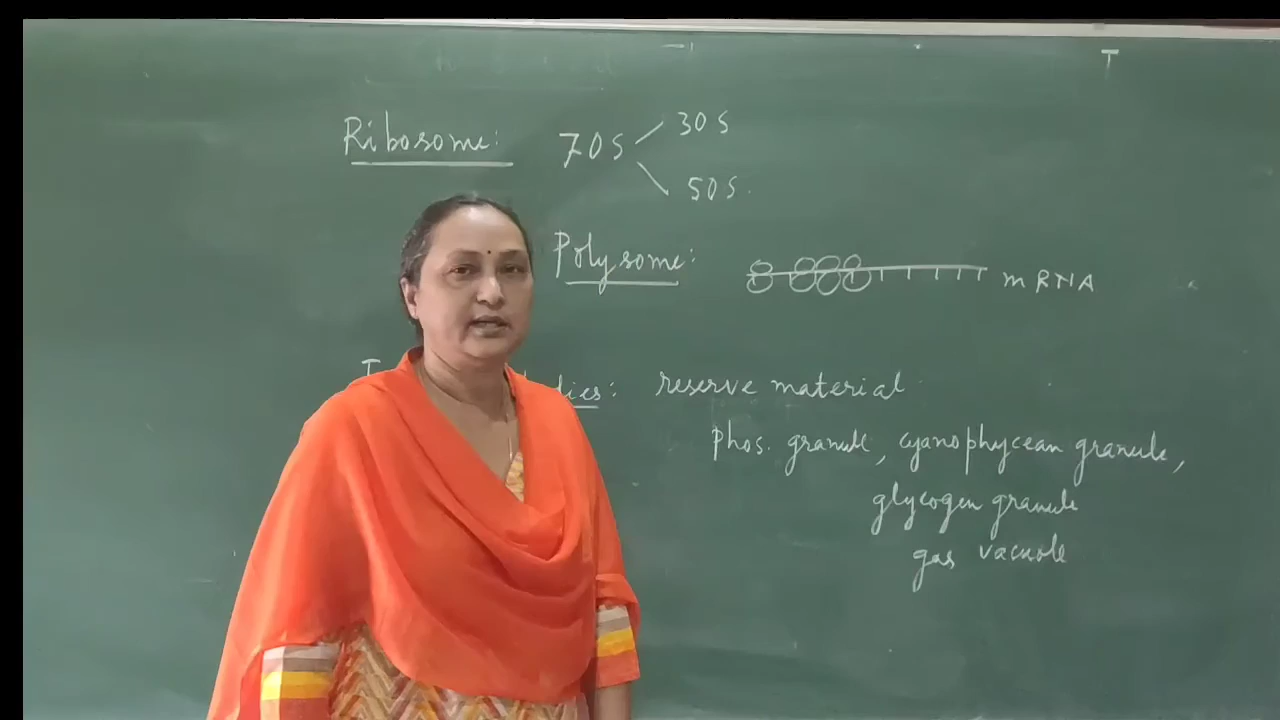 Ribosome: 70S 30S
50S
Polysome: mRNA
reserve material
phos. granule, cyanophycean granule,
glycogen granule
gas vacuole